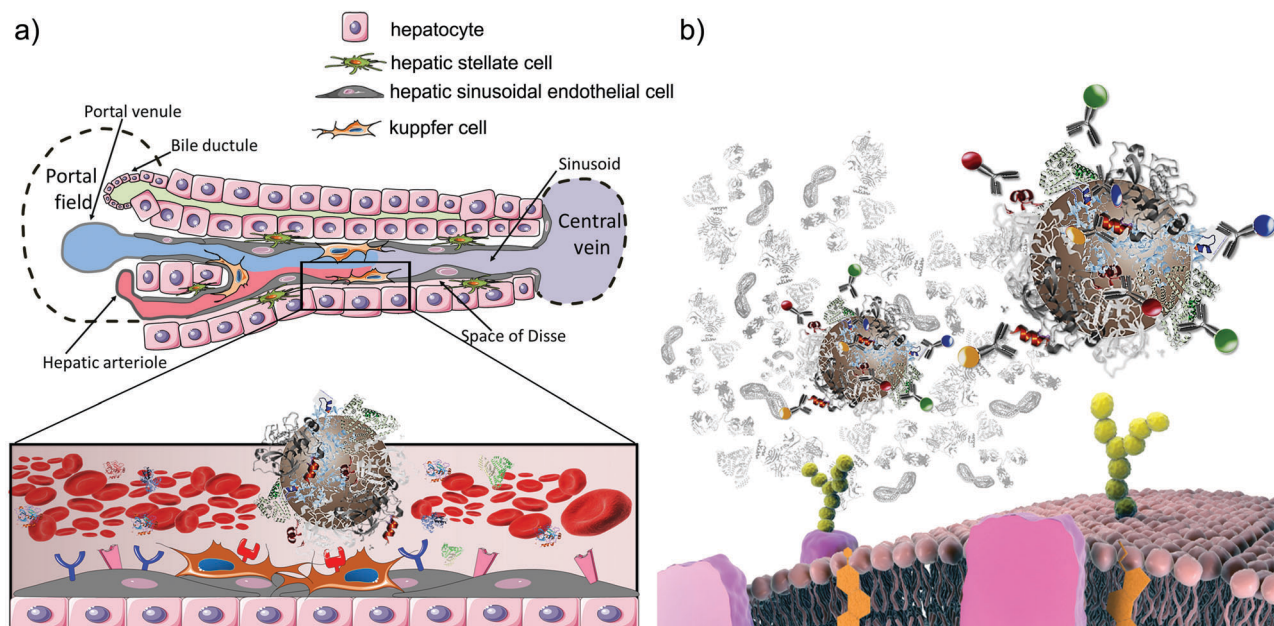 a)
hepatocyte
hepatic stellate cell
hepatic sinusoidal endothelial cell
kuppfer cell
Portal venule
Bile ductule
Portal
field
Sinusoid
Central
vein
Space of Disse
Hepatic arteriole
b)